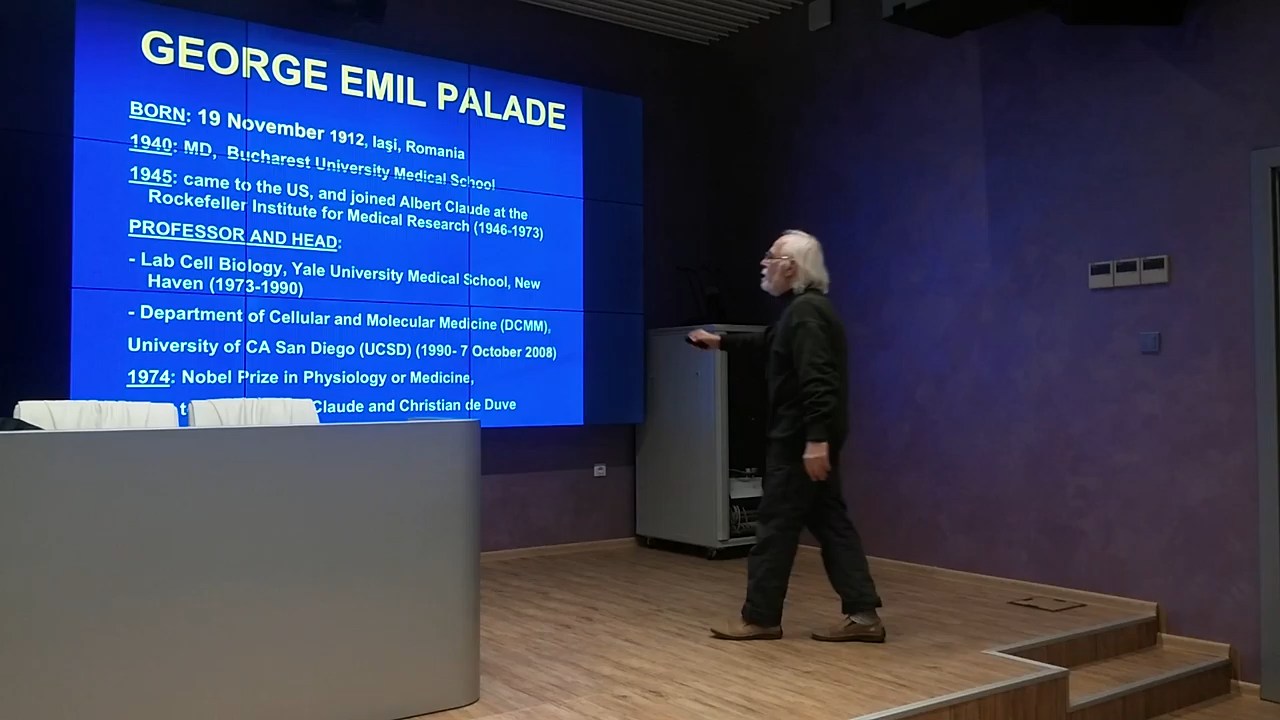 GEORGE EMIL PALADE
BORN: 19 November 1912, Iaşi, Romania
1940: MD, Bucharest University Medical School
1945: came to the US, and joined Albert Claude at the
Rockefeller Institute for Medical Research (1946-1973)
PROFESSOR AND HEAD:
- Lab Cell Biology, Yale University Medical School, New
Haven (1973-1990)
- Department of Cellular and Molecular Medicine (DCMM),
University of CA San Diego (UCSD) (1990- 7 October 2008)
1974: Nobel Prize in Physiology or Medicine,
Claude and Christian de Duve